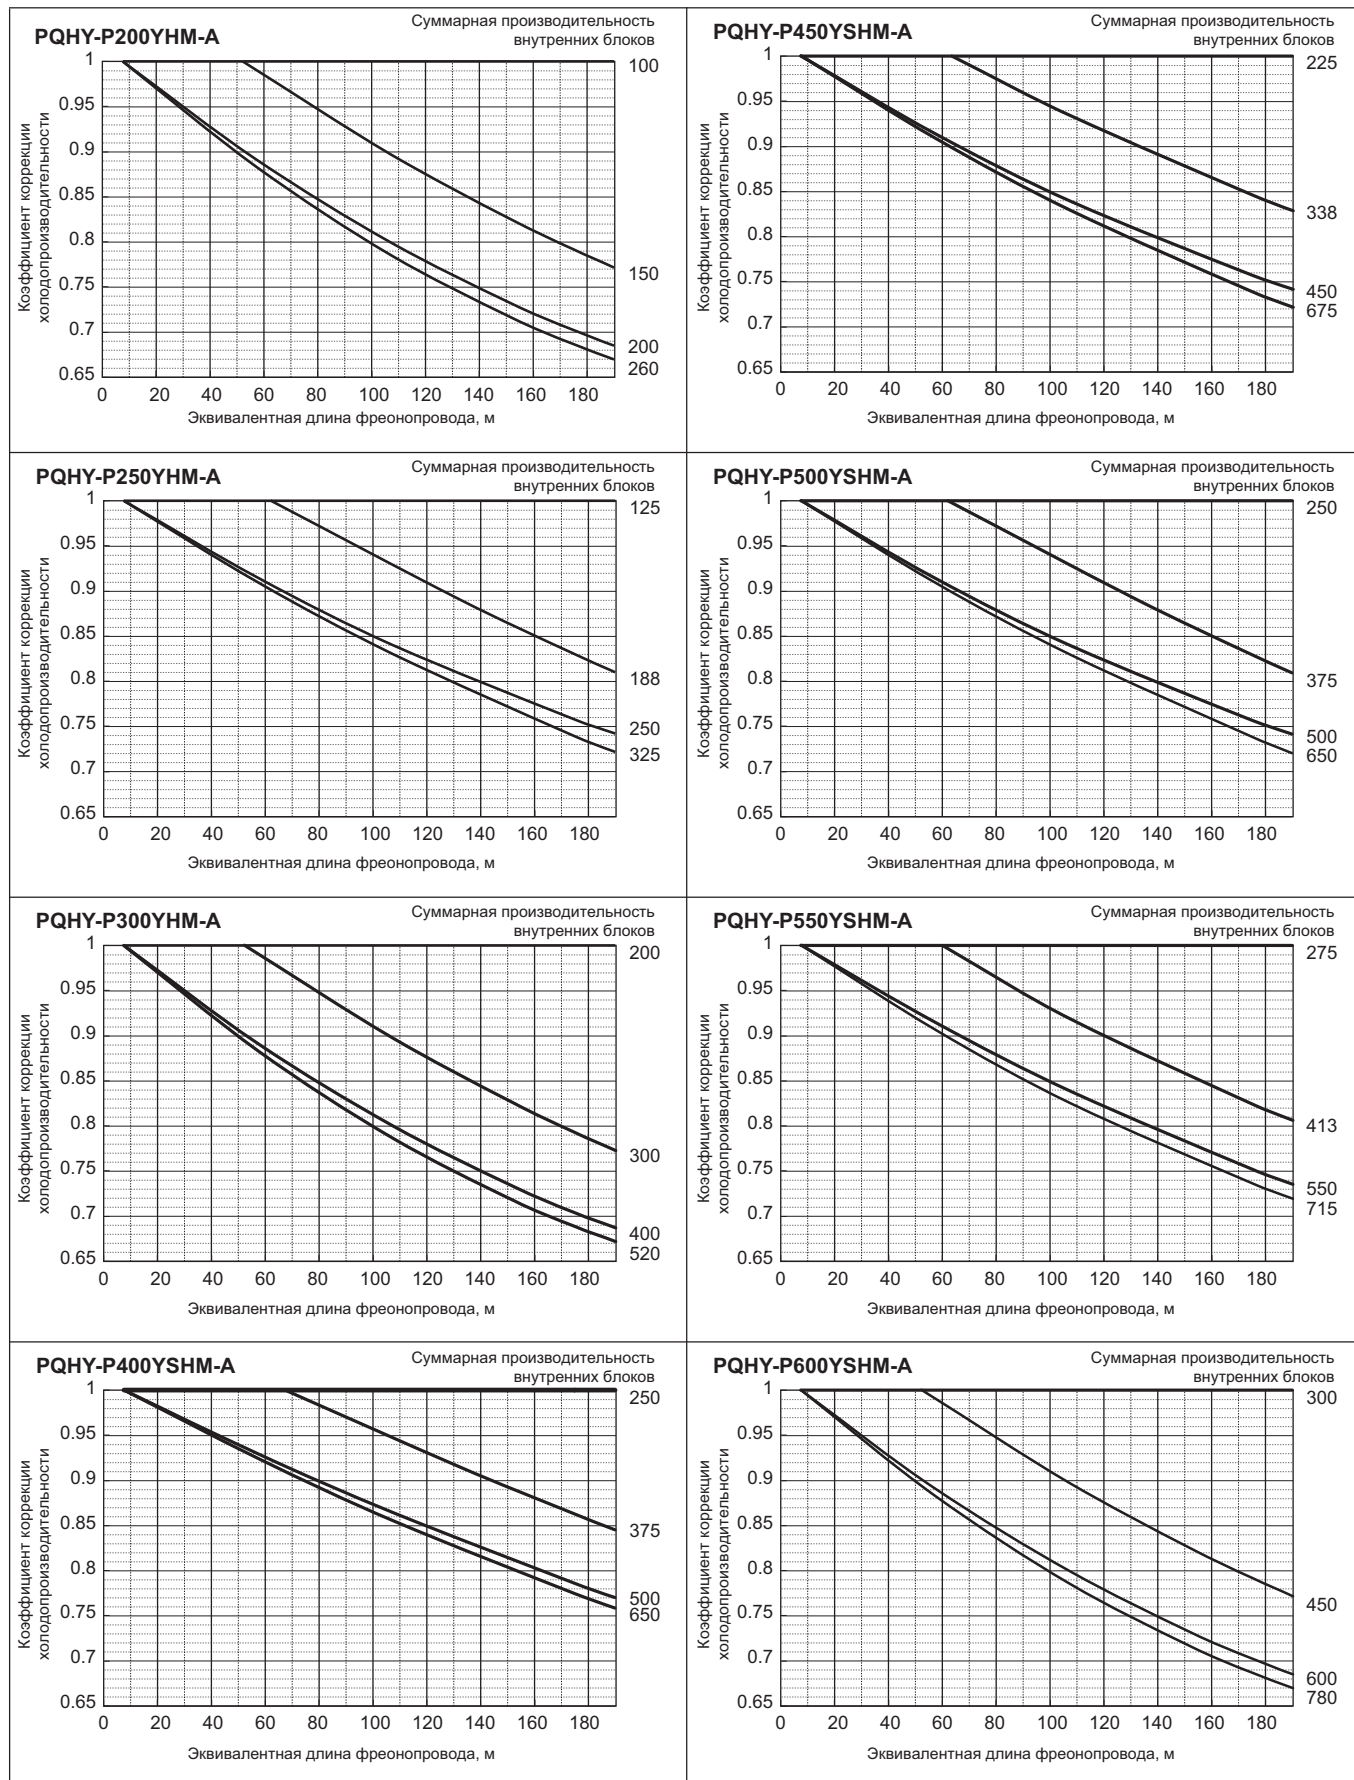 PQHY-P200YHM-A
Суммарная производительность
внутренних блоков
Коэффициент коррекции
холодопроизводительности
1
0.95
0.9
0.85
0.8
0.75
0.7
0.65
100
150
200
260
0 20 40 60 80 100 120 140 160 180
Эквивалентная длина фреонопровода, м
PQHY-P450YSHM-A
Суммарная производительность
внутренних блоков
Коэффициент коррекции
холодопроизводительности
1
0.95
0.9
0.85
0.8
0.75
0.7
0.65
225
338
450
675
0 20 40 60 80 100 120 140 160 180
Эквивалентная длина фреонопровода, м
PQHY-P250YHM-A
Суммарная производительность
внутренних блоков
Коэффициент коррекции
холодопроизводительности
1
0.95
0.9
0.85
0.8
0.75
0.7
0.65
125
188
250
325
0 20 40 60 80 100 120 140 160 180
Эквивалентная длина фреонопровода, м
PQHY-P500YSHM-A
Суммарная производительность
внутренних блоков
Коэффициент коррекции
холодопроизводительности
1
0.95
0.9
0.85
0.8
0.75
0.7
0.65
250
375
500
650
0 20 40 60 80 100 120 140 160 180
Эквивалентная длина фреонопровода, м
PQHY-P300YHM-A
Суммарная производительность
внутренних блоков
Коэффициент коррекции
холодопроизводительности
1
0.95
0.9
0.85
0.8
0.75
0.7
0.65
200
300
400
520
0 20 40 60 80 100 120 140 160 180
Эквивалентная длина фреонопровода, м
PQHY-P550YSHM-A
Суммарная производительность
внутренних блоков
Коэффициент коррекции
холодопроизводительности
1
0.95
0.9
0.85
0.8
0.75
0.7
0.65
275
413
550
715
0 20 40 60 80 100 120 140 160 180
Эквивалентная длина фреонопровода, м
PQHY-P400YSHM-A
Суммарная производительность
внутренних блоков
Коэффициент коррекции
холодопроизводительности
1
0.95
0.9
0.85
0.8
0.75
0.7
0.65
250
375
500
650
0 20 40 60 80 100 120 140 160 180
Эквивалентная длина фреонопровода, м
PQHY-P600YSHM-A
Суммарная производительность
внутренних блоков
Коэффициент коррекции
холодопроизводительности
1
0.95
0.9
0.85
0.8
0.75
0.7
0.65
300
450
600
780
0 20 40 60 80 100 120 140 160 180
Эквивалентная длина фреонопровода, м